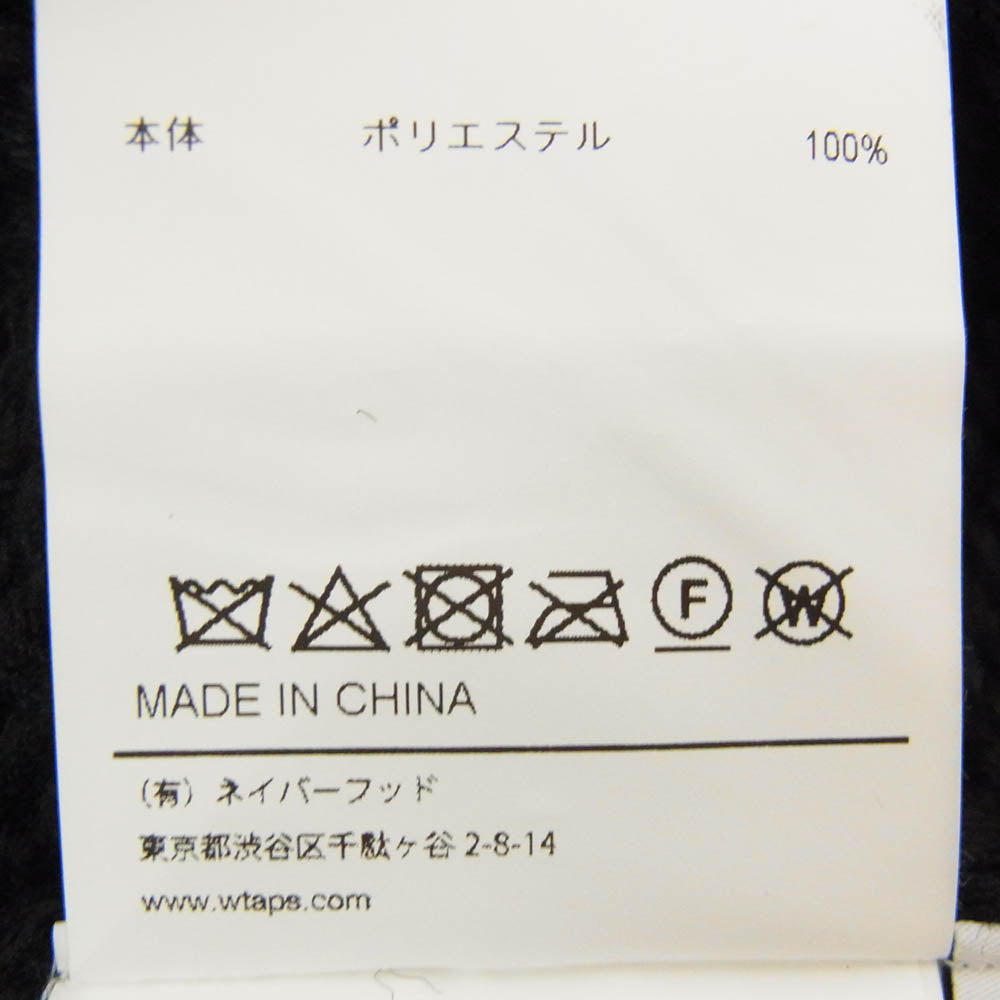 本体 ポリエステル 100%
F W
MADE IN CHINA
(有) ネイバーフッド
東京都渋谷区千駄ヶ谷 2-8-14
www.wtaps.com